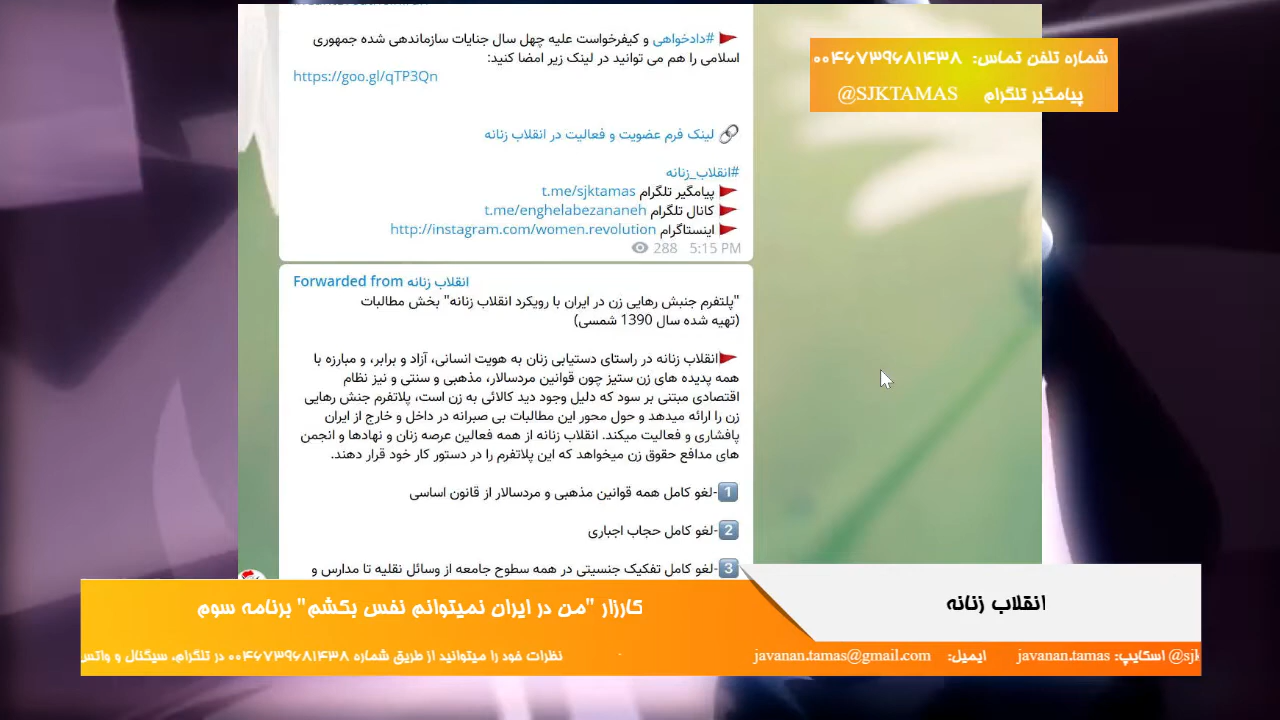 #دادخواهی و کیفرخواست علیه چهل سال جنایات سازماندهی شده جمهوری
اسلامی را هم می توانید در لینک زیر امضا کنید:
https://goo.gl/qTP3Qn
لینک فرم عضویت و فعالیت در انقلاب زنانه
#انقلاب_زنانه
پیامگیر تلگرام t.me/sjktamas
کانال تلگرام t.me/enghelabezananeh
اینستاگرام http://instagram.com/women.revolution
288 5:15 PM
Forwarded from انقلاب زنانه
"پلتفرم جنبش رهایی زن در ایران با رویکرد انقلاب زنانه" بخش مطالبات
(تهیه شده سال 1390 شمسی)
انقلاب زنانه در راستای دستیابی زنان به هویت انسانی، آزاد و برابر، و مبارزه با
همه پدیده های زن ستیز چون قوانین مردسالار، مذهبی و سنتی و نیز نظام
اقتصادی مبتنی بر سود که دلیل وجود دید کالائی به زن است، پلاتفرم جنش رهایی
زن را ارائه میدهد و حول محور این مطالبات بی صبرانه در داخل و خارج از ایران
پافشاری و فعالیت میکند. انقلاب زنانه از همه فعالین عرصه زنان و نهادها و انجمن
های مدافع حقوق زن میخواهد که این پلاتفرم را در دستور کار خود قرار دهند.
1-لغو کامل همه قوانین مذهبی و مردسالار از قانون اساسی
2-لغو کامل حجاب اجباری
3-لغو کامل تفکیک جنسیتی در همه سطوح جامعه از وسائل نقلیه تا مدارس و
شماره تلفن تماس: ۰۰۴۶۷۳۹۶۸۱۴۳۸
پیامگیر تلگرام @SJKTAMAS
انقلاب زنانه
کارزار "من در ایران نمیتوانم نفس بکشم" برنامه سوم
@sjk اسکایپ: javanan.tamas ایمیل: javanan.tamas@gmail.com - نظرات خود را میتوانید از طریق شماره ۰۰۴۶۷۳۹۶۸۱۴۳۸ در تلگرام، سیگنال و واتس